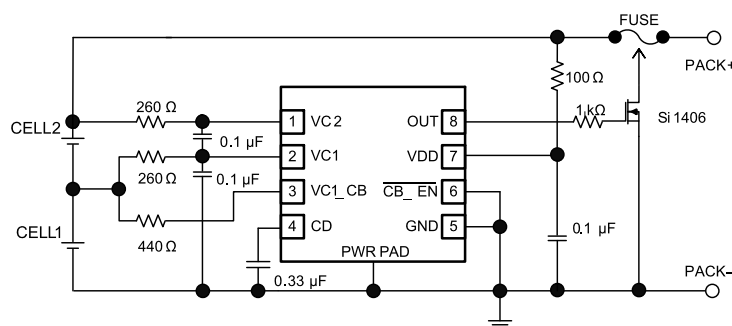 FUSE
PACK+
100 Ω
260 Ω
1 kΩ
Si 1406
CELL2
1 VC2
OUT 8
0.1 µF
2 VC1
VDD 7
260 Ω
0.1 µF
3 VC1_CB
CB_EN 6
CELL1
440 Ω
4 CD
GND 5
0.1 µF
PWR PAD
0.33 µF
PACK–